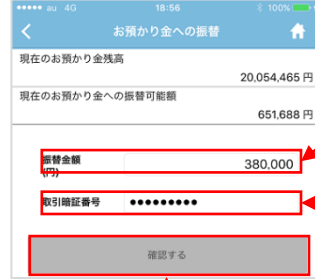 ●●●●● au 4G 18:56 100%
お預かり金への振替
現在のお預かり金残高
20,054,465 円
現在のお預かり金への振替可能額
651,688 円
振替金額
(円)
380,000
取引暗証番号 ●●●●●●●●●
確認する